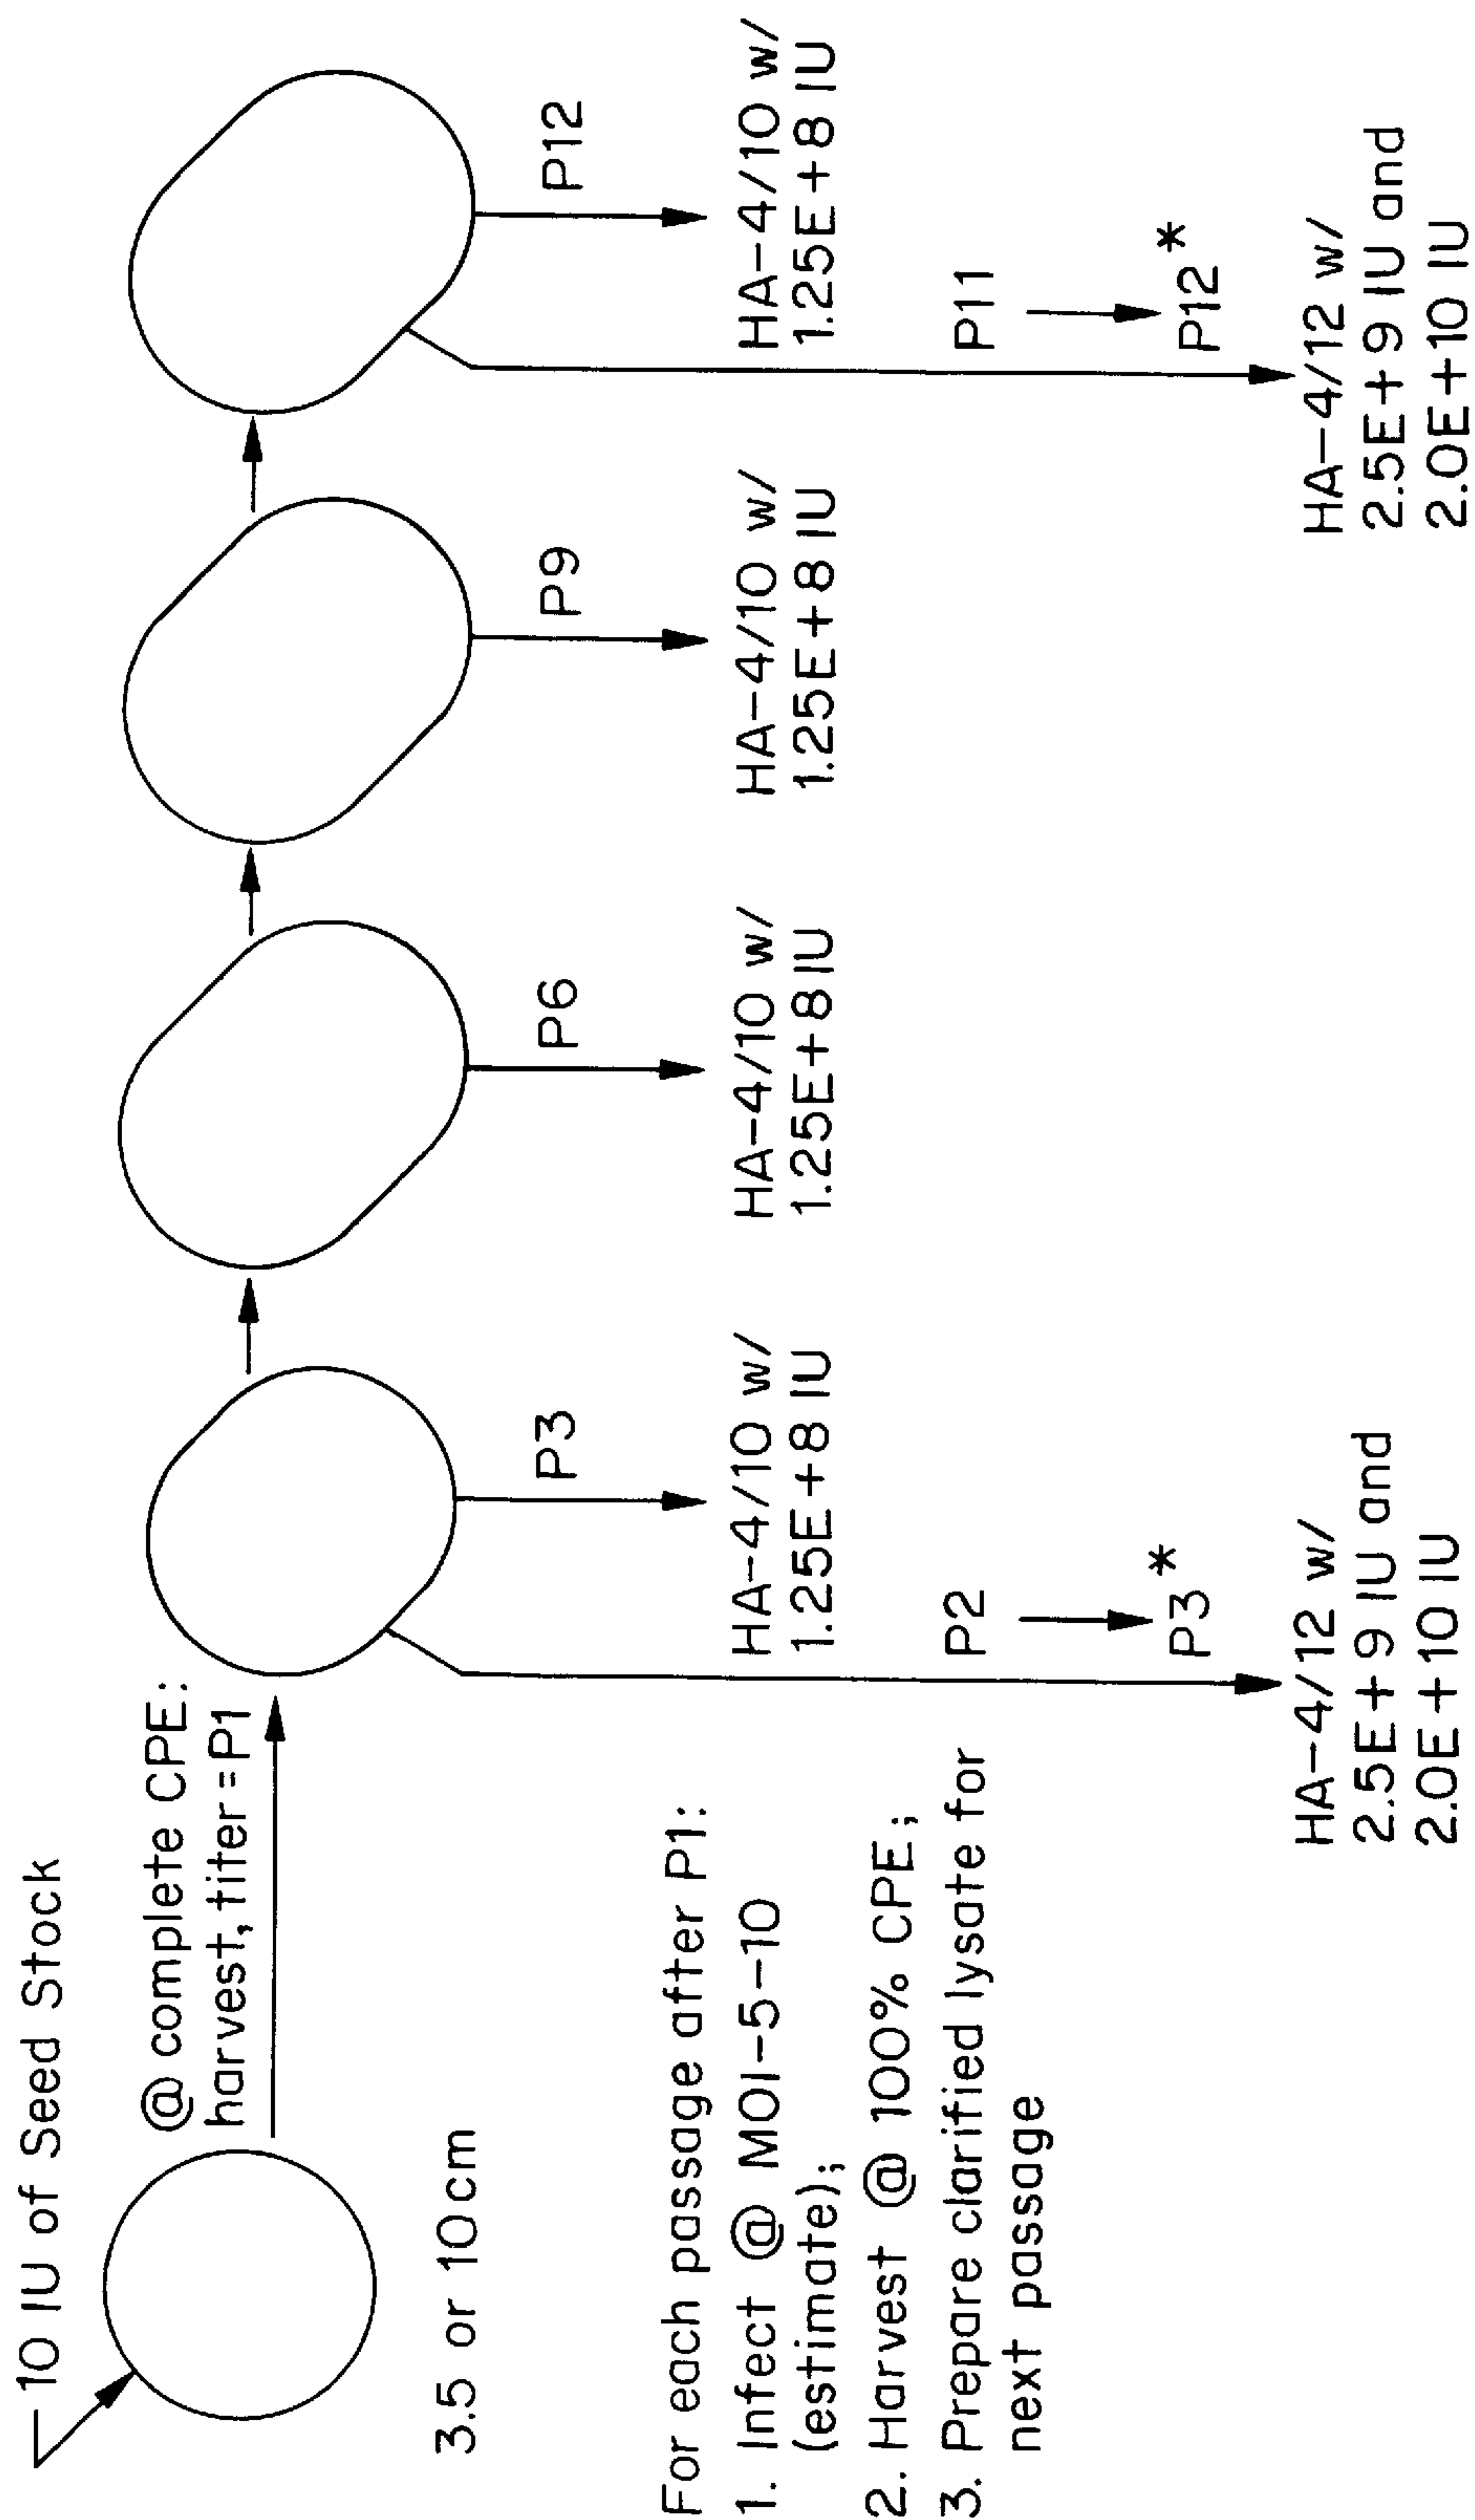 10 IU of Seed Stock
@ complete CPE:
harvest, titer=P1
3.5 or 10cm
For each passage after P1:
1. Infect @ MOI-5-10
(estimate);
2. Harvest @ 100% CPE;
3. Prepare clarified lysate for
next passage
P3
HA-4/10 w/
1.25E+8 IU
P2
P3*
HA-4/12 w/
2.5E+9 IU and
2.0E+10 IU
P6
HA-4/10 w/
1.25E+8 IU
P9
HA-4/10 w/
1.25E+8 IU
P12
HA-4/10 w/
1.25E+8 IU
P11
P12*
HA-4/12 w/
2.5E+9 IU and
2.0E+10 IU